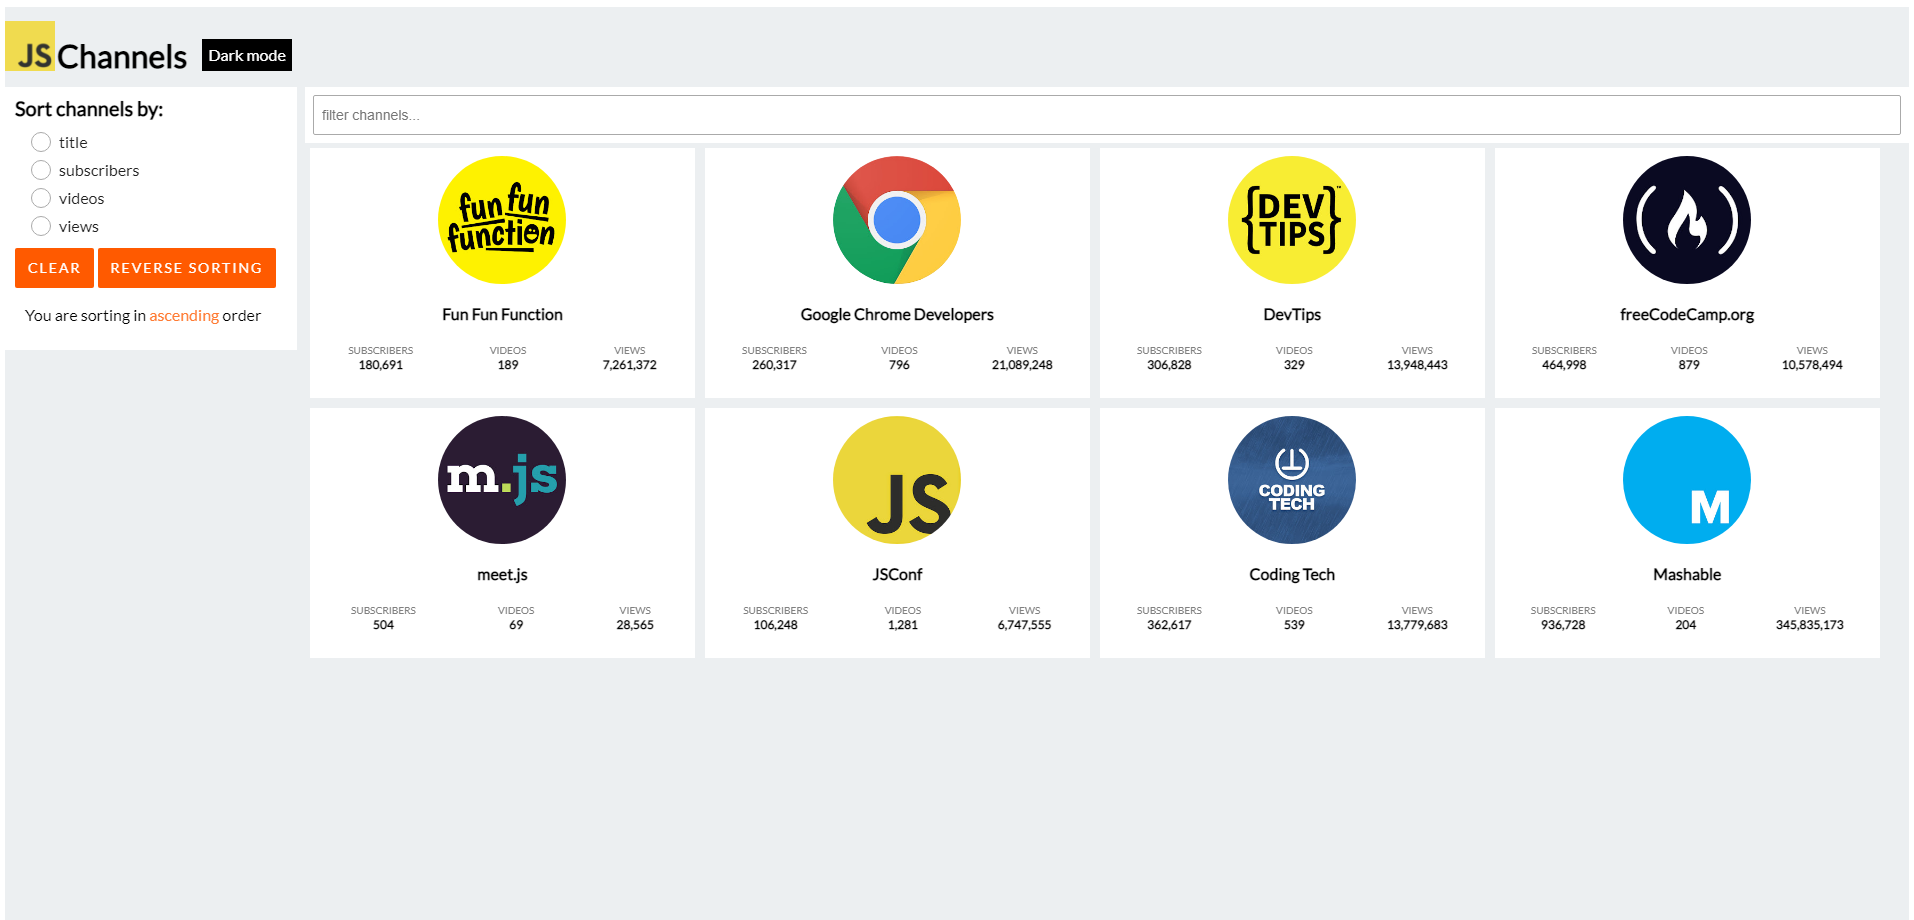 JS Channels Dark mode
Sort channels by:
title
subscribers
videos
views
CLEAR REVERSE SORTING
You are sorting in ascending order
filter channels...
fun fun function
Fun Fun Function
SUBSCRIBERS VIDEOS VIEWS
180,691 189 7,261,372
Google Chrome Developers
SUBSCRIBERS VIDEOS VIEWS
260,317 796 21,089,248
{DEV TIPS}™
DevTips
SUBSCRIBERS VIDEOS VIEWS
306,828 329 13,948,443
freeCodeCamp.org
SUBSCRIBERS VIDEOS VIEWS
464,998 879 10,578,494
m.js
meet.js
SUBSCRIBERS VIDEOS VIEWS
504 69 28,565
JS
JSConf
SUBSCRIBERS VIDEOS VIEWS
106,248 1,281 6,747,555
CODING
TECH
Coding Tech
SUBSCRIBERS VIDEOS VIEWS
362,617 539 13,779,683
M
Mashable
SUBSCRIBERS VIDEOS VIEWS
936,728 204 345,835,173